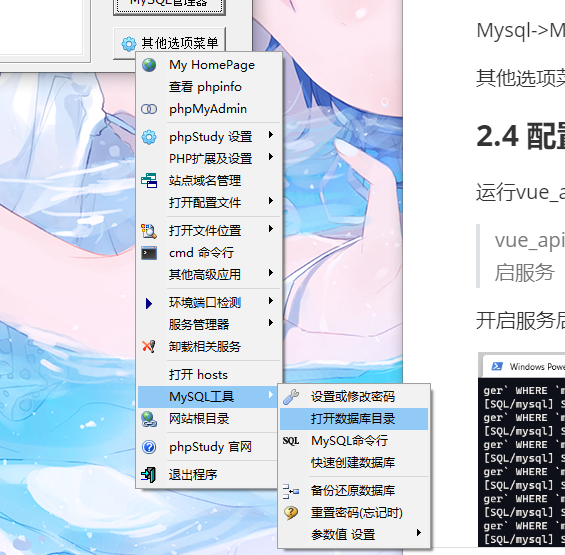 MySQL管理器
其他选项菜单
My HomePage
查看 phpinfo
phpMyAdmin
phpStudy 设置
PHP扩展及设置
站点域名管理
打开配置文件
打开文件位置
cmd 命令行
其他高级应用
环境端口检测
服务管理器
卸载相关服务
打开 hosts
MySQL工具
网站根目录
phpStudy 官网
退出程序
设置或修改密码
打开数据库目录
SQL
MySQL命令行
快速创建数据库
备份还原数据库
重置密码(忘记时)
参数值 设置
Mysql->M
其他选项菜
2.4 配置
运行vue_a
vue_api
启服务
开启服务后
Windows Powe
ger` WHERE `m
[SQL/mysql] S
ger` WHERE `m
[SQL/mysql] S
ger` WHERE `m
[SQL/mysql] S
ger` WHERE `m
[SQL/mysql] S
ger` WHERE `m
[SQL/mysql] S
ger` WHERE `m
[SQL/mysql] S